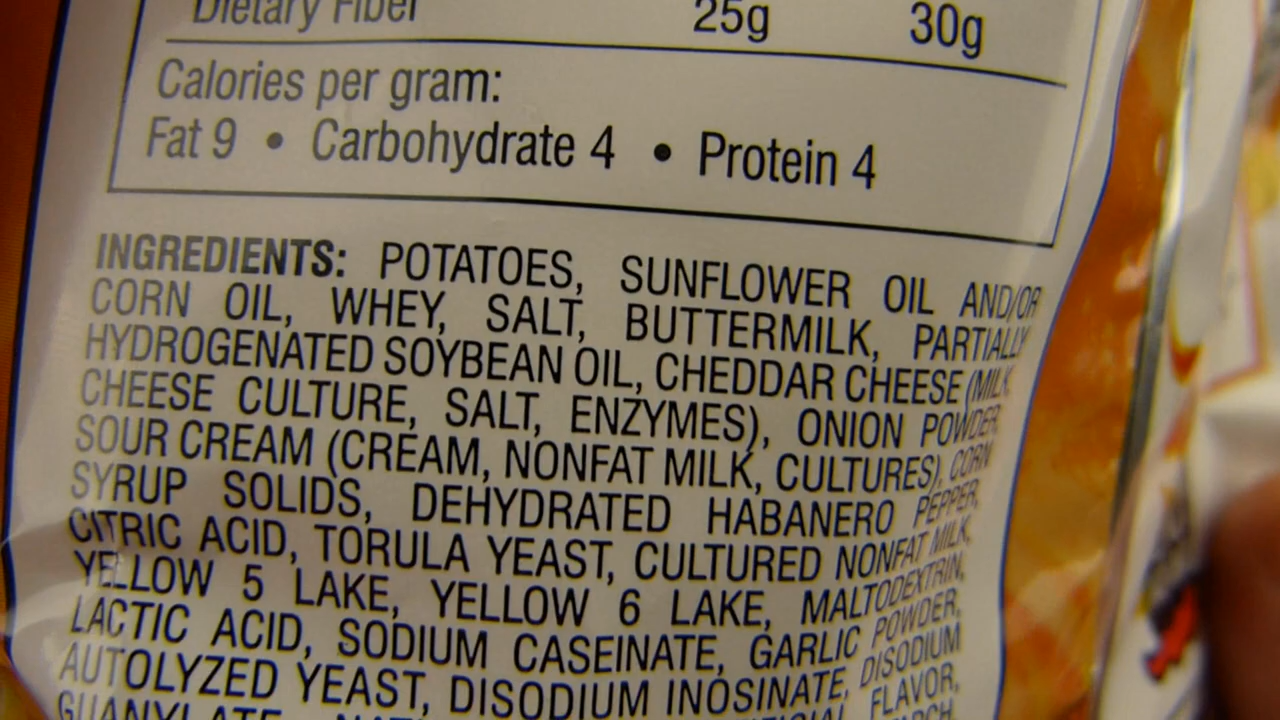 Dietary Fiber 25g 30g
Calories per gram:
Fat 9 • Carbohydrate 4 • Protein 4
INGREDIENTS: POTATOES, SUNFLOWER OIL AND/OR
CORN OIL, WHEY, SALT, BUTTERMILK, PARTIALLY
HYDROGENATED SOYBEAN OIL, CHEDDAR CHEESE (MILK,
CHEESE CULTURE, SALT, ENZYMES), ONION POWDER,
SOUR CREAM (CREAM, NONFAT MILK, CULTURES), CORN
SYRUP SOLIDS, DEHYDRATED HABANERO PEPPER,
CITRIC ACID, TORULA YEAST, CULTURED NONFAT MILK,
YELLOW 5 LAKE, YELLOW 6 LAKE, MALTODEXTRIN,
LACTIC ACID, SODIUM CASEINATE, GARLIC POWDER,
AUTOLYZED YEAST, DISODIUM INOSINATE, DISODIUM
GUANYLATE, FLAVOR,